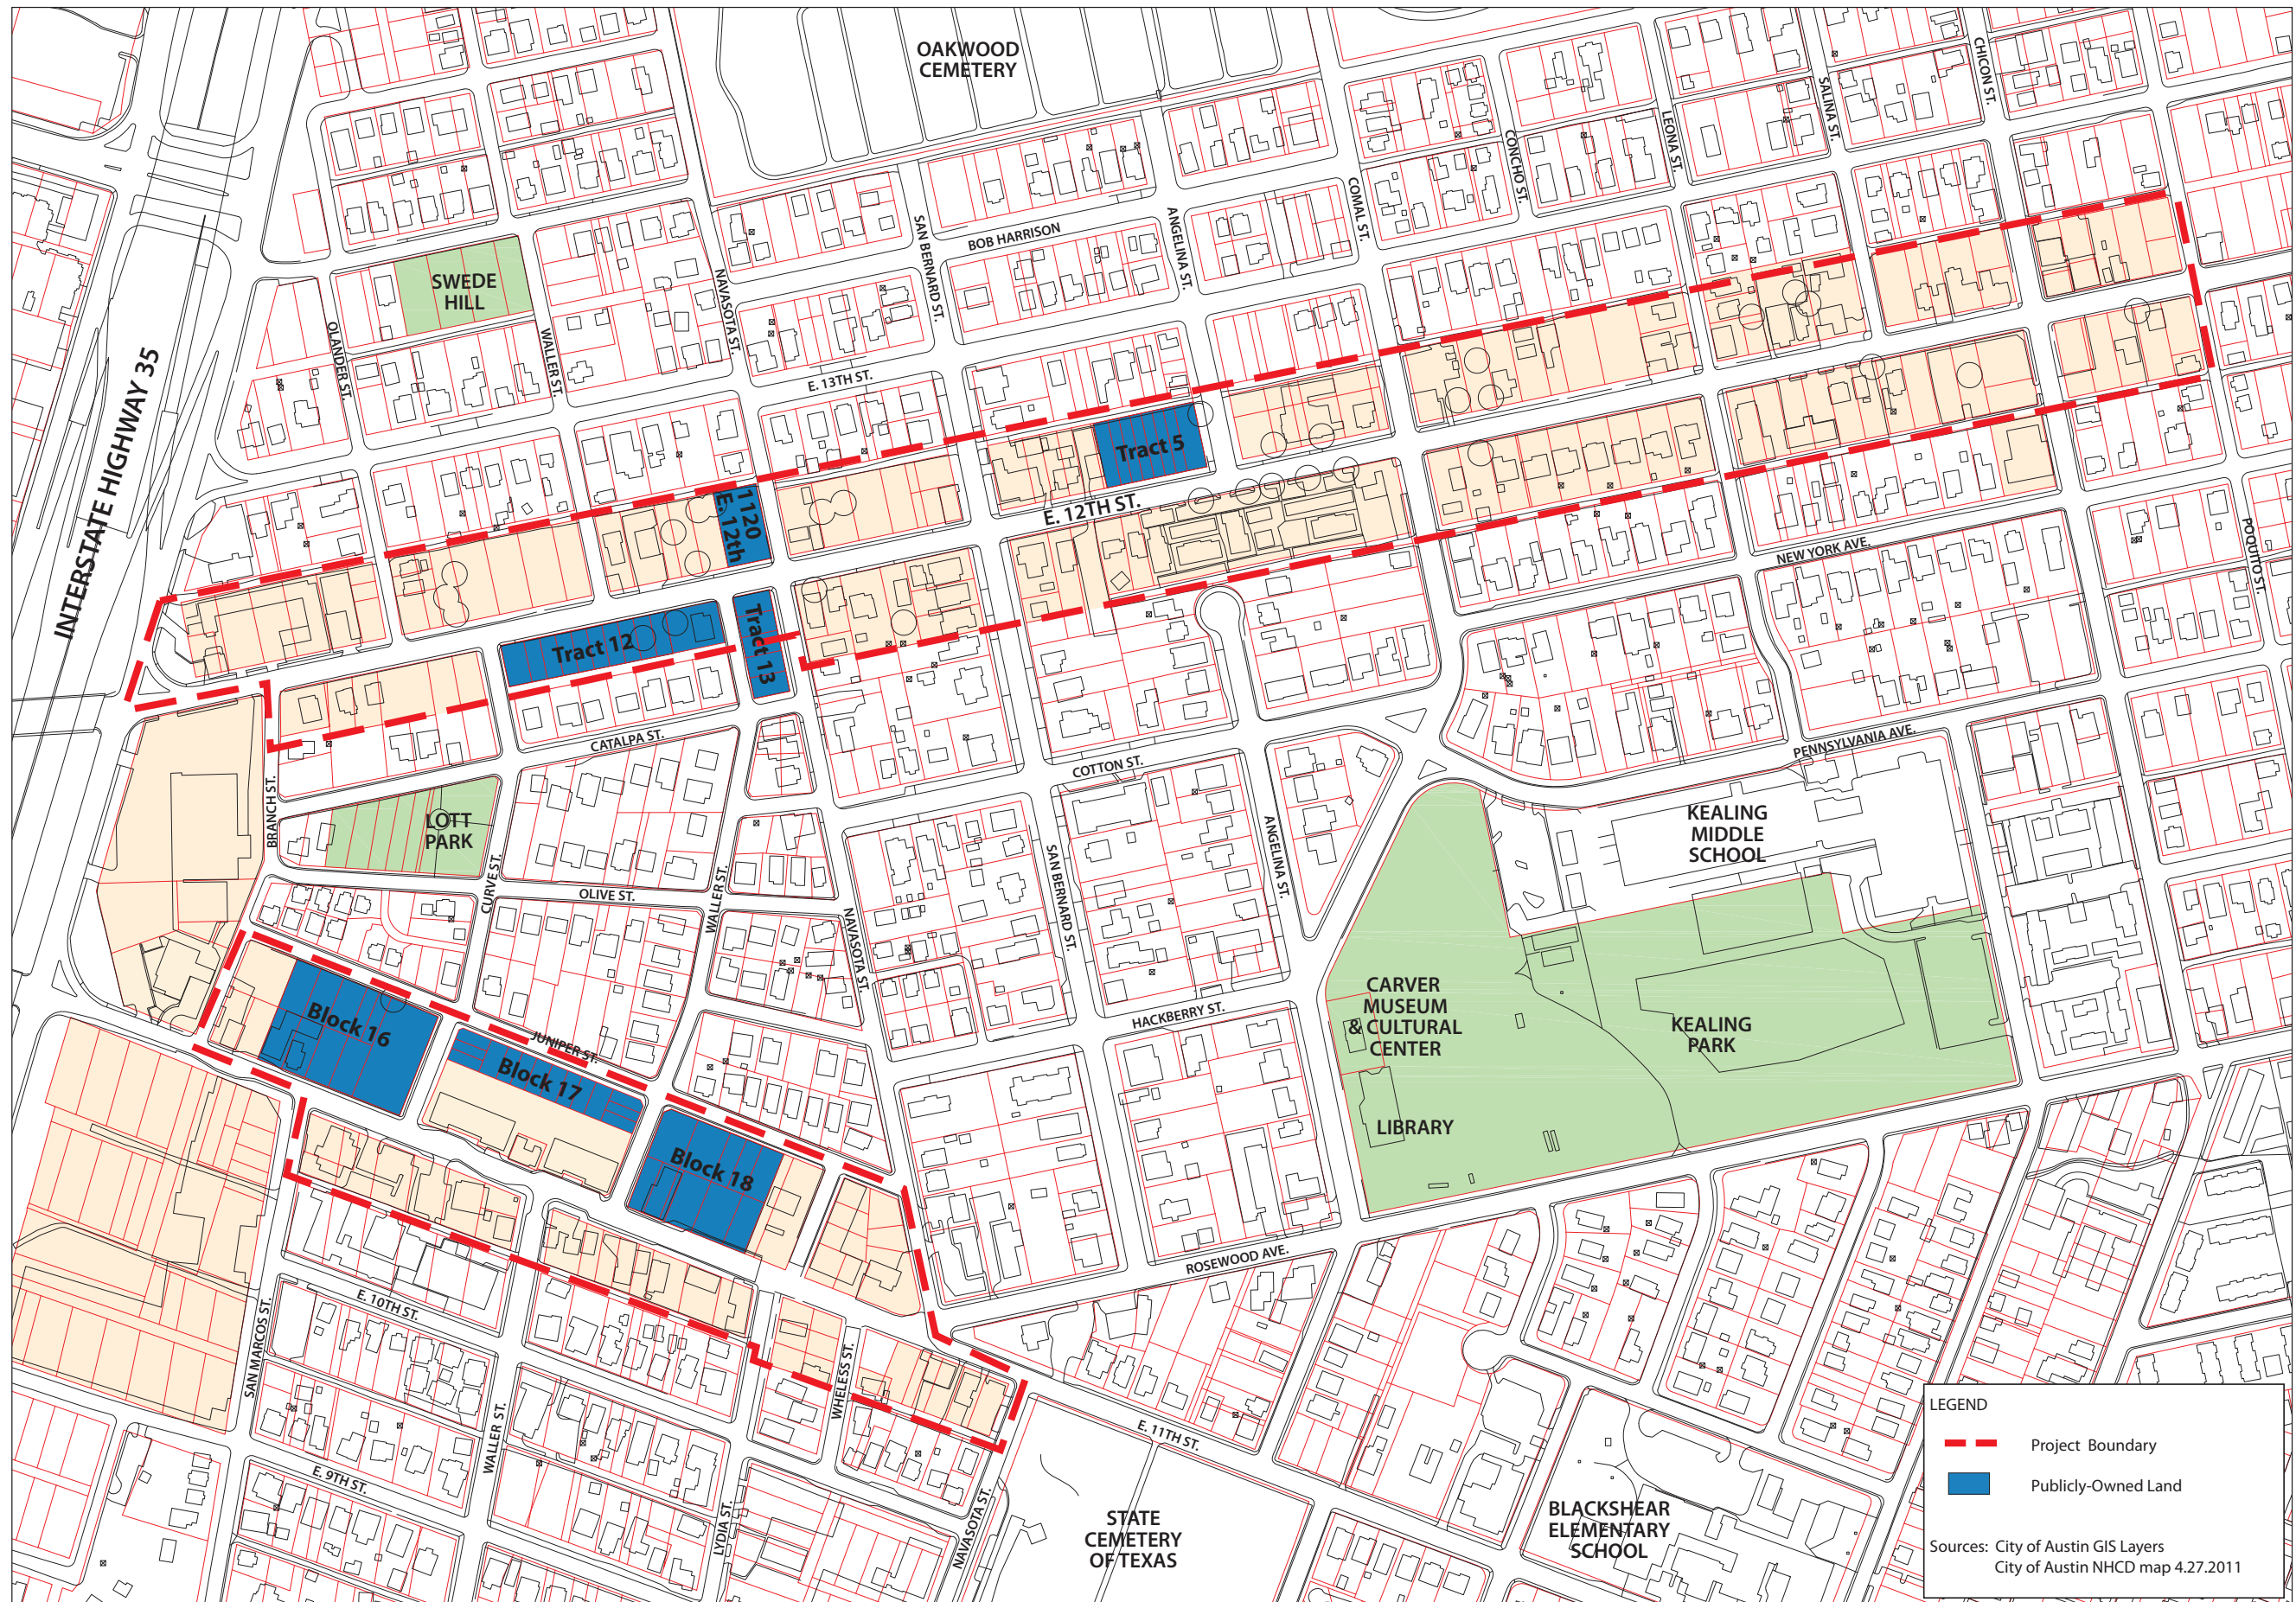 OAKWOOD
CEMETERY
CHICON ST.
SALINA ST.
LEONA ST.
CONCHO ST.
COMAL ST.
ANGELINA ST.
SAN BERNARD ST.
BOB HARRISON
NAVASOTA ST.
SWEDE
HILL
WALLER ST.
OLANDER ST.
INTERSTATE HIGHWAY 35
E. 13TH ST.
Tract 5
1120
E. 12th
E. 12TH ST.
NEW YORK AVE.
POQUITO ST.
Tract 12
Tract 13
CATALPA ST.
COTTON ST.
PENNSYLVANIA AVE.
BRANCH ST.
LOTT
PARK
CURVE ST.
OLIVE ST.
WALLER ST.
NAVASOTA ST.
SAN BERNARD ST.
ANGELINA ST.
KEALING
MIDDLE
SCHOOL
CARVER
MUSEUM
& CULTURAL
CENTER
KEALING
PARK
HACKBERRY ST.
LIBRARY
Block 16
JUNIPER ST.
Block 17
Block 18
ROSEWOOD AVE.
E. 10TH ST.
SAN MARCOS ST.
WHELESS ST.
WALLER ST.
E. 9TH ST.
LYDIA ST.
NAVASOTA ST.
E. 11TH ST.
STATE
CEMETERY
OF TEXAS
BLACKSHEAR
ELEMENTARY
SCHOOL
LEGEND
Project Boundary
Publicly-Owned Land
Sources: City of Austin GIS Layers
City of Austin NHCD map 4.27.2011